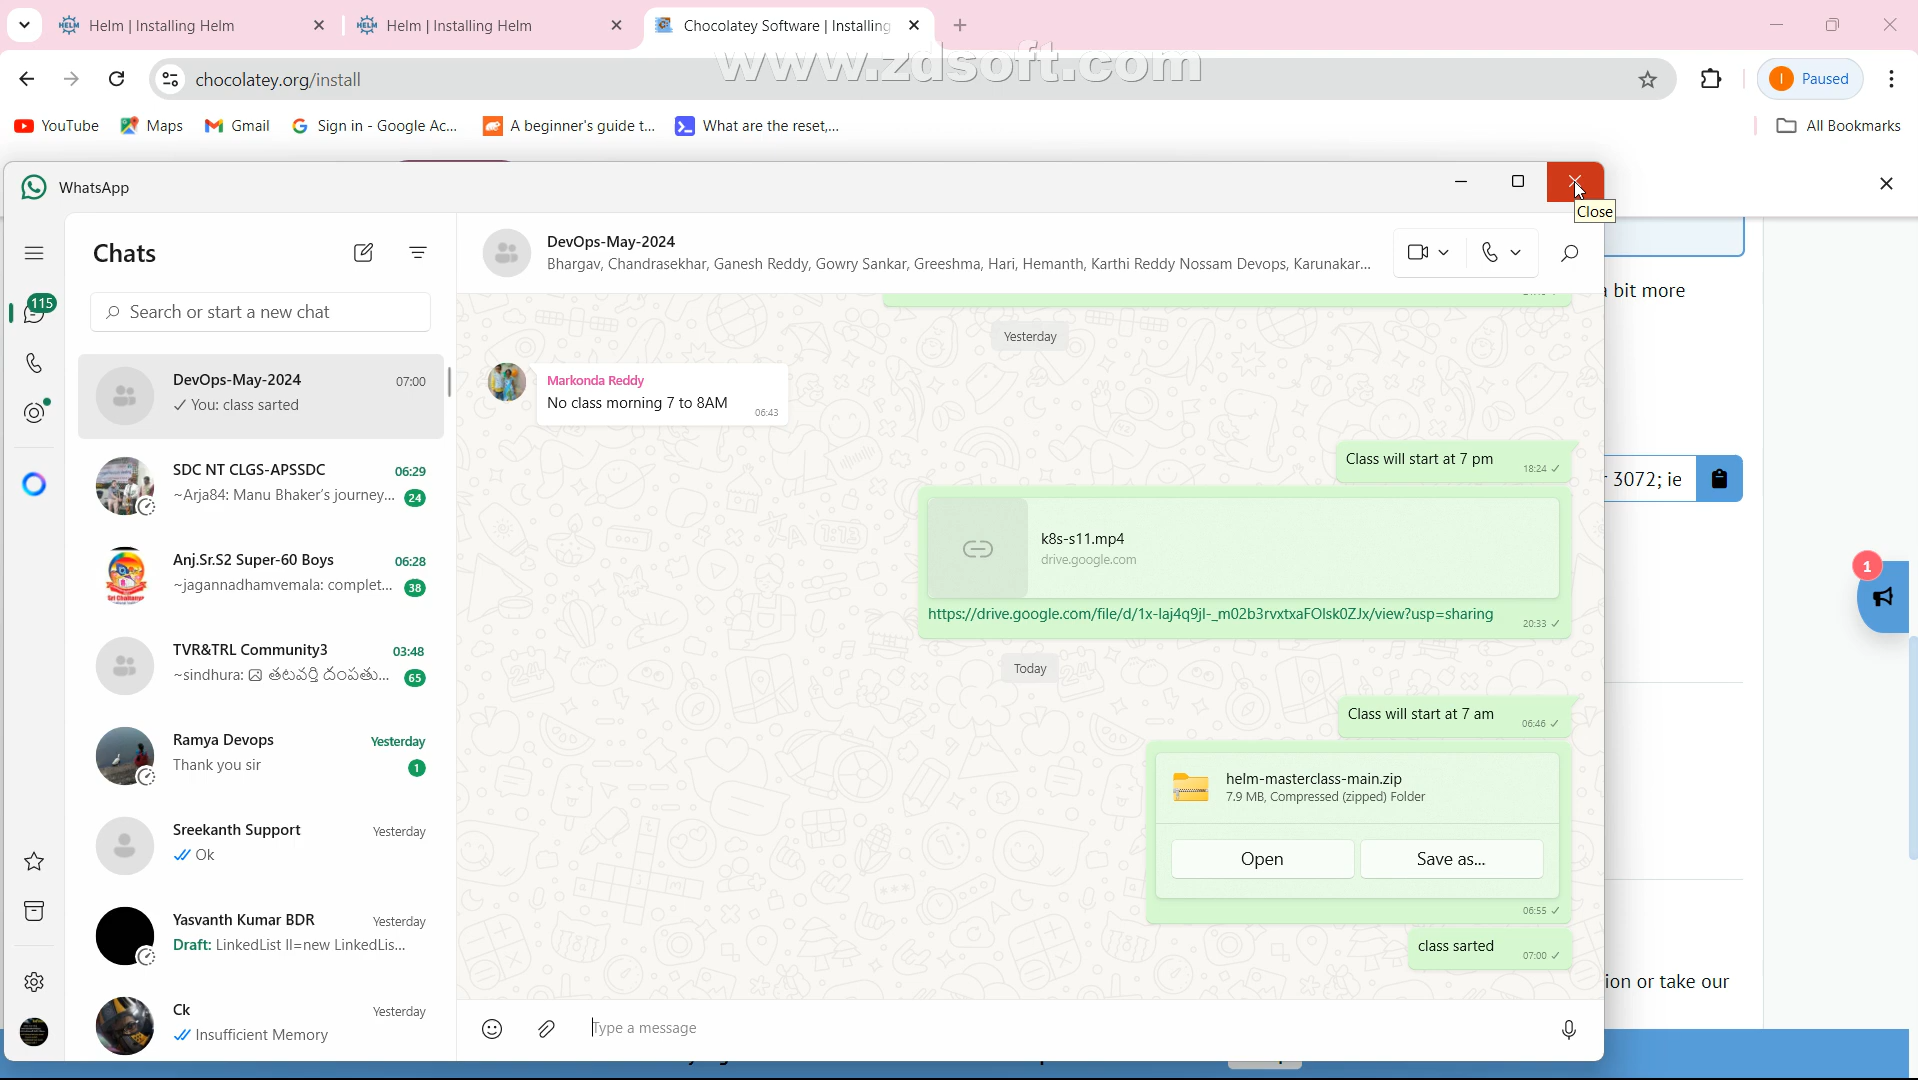 Helm | Installing Helm
Helm | Installing Helm
Chocolatey Software | Installing
chocolatey.org/install
www.zdsoft.com
Paused
YouTube
Maps
Gmail
Sign in - Google Ac...
A beginner's guide t...
What are the reset,...
All Bookmarks
WhatsApp
Close
Chats
115
Search or start a new chat
DevOps-May-2024
07:00
You: class sarted
SDC NT CLGS-APSSDC
06:29
~Arja84: Manu Bhaker's journey...
24
Anj.Sr.S2 Super-60 Boys
06:28
~jagannadhamvemala: complet...
38
TVR&TRL Community3
03:48
~sindhura: తటవర్తి దంపతు...
65
Ramya Devops
Yesterday
Thank you sir
1
Sreekanth Support
Yesterday
Ok
Yasvanth Kumar BDR
Yesterday
Draft: LinkedList ll=new LinkedLis...
Ck
Yesterday
Insufficient Memory
DevOps-May-2024
Bhargav, Chandrasekhar, Ganesh Reddy, Gowry Sankar, Greeshma, Hari, Hemanth, Karthi Reddy Nossam Devops, Karunakar...
Yesterday
Markonda Reddy
No class morning 7 to 8AM
06:43
Class will start at 7 pm
18:24
k8s-s11.mp4
drive.google.com
https://drive.google.com/file/d/1x-laj4q9jl-_m02b3rvxtxaFOlsk0ZJx/view?usp=sharing
20:33
Today
Class will start at 7 am
06:46
helm-masterclass-main.zip
7.9 MB, Compressed (zipped) Folder
Open
Save as...
06:55
class sarted
07:00
Type a message
a bit more
3072; ie
1
ion or take our